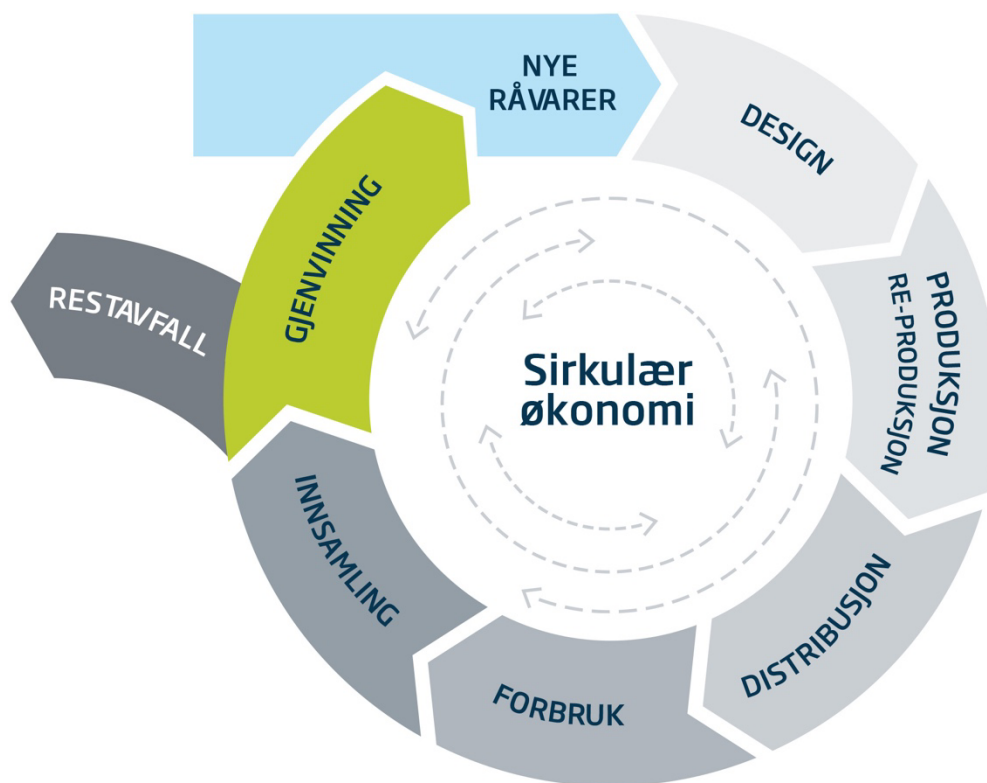 NYE
RÅVARER
DESIGN
PRODUKSJON
RE-PRODUKSJON
DISTRIBUSJON
FORBRUK
INNSAMLING
GJENVINNING
RESTAVFALL
Sirkulær
økonomi